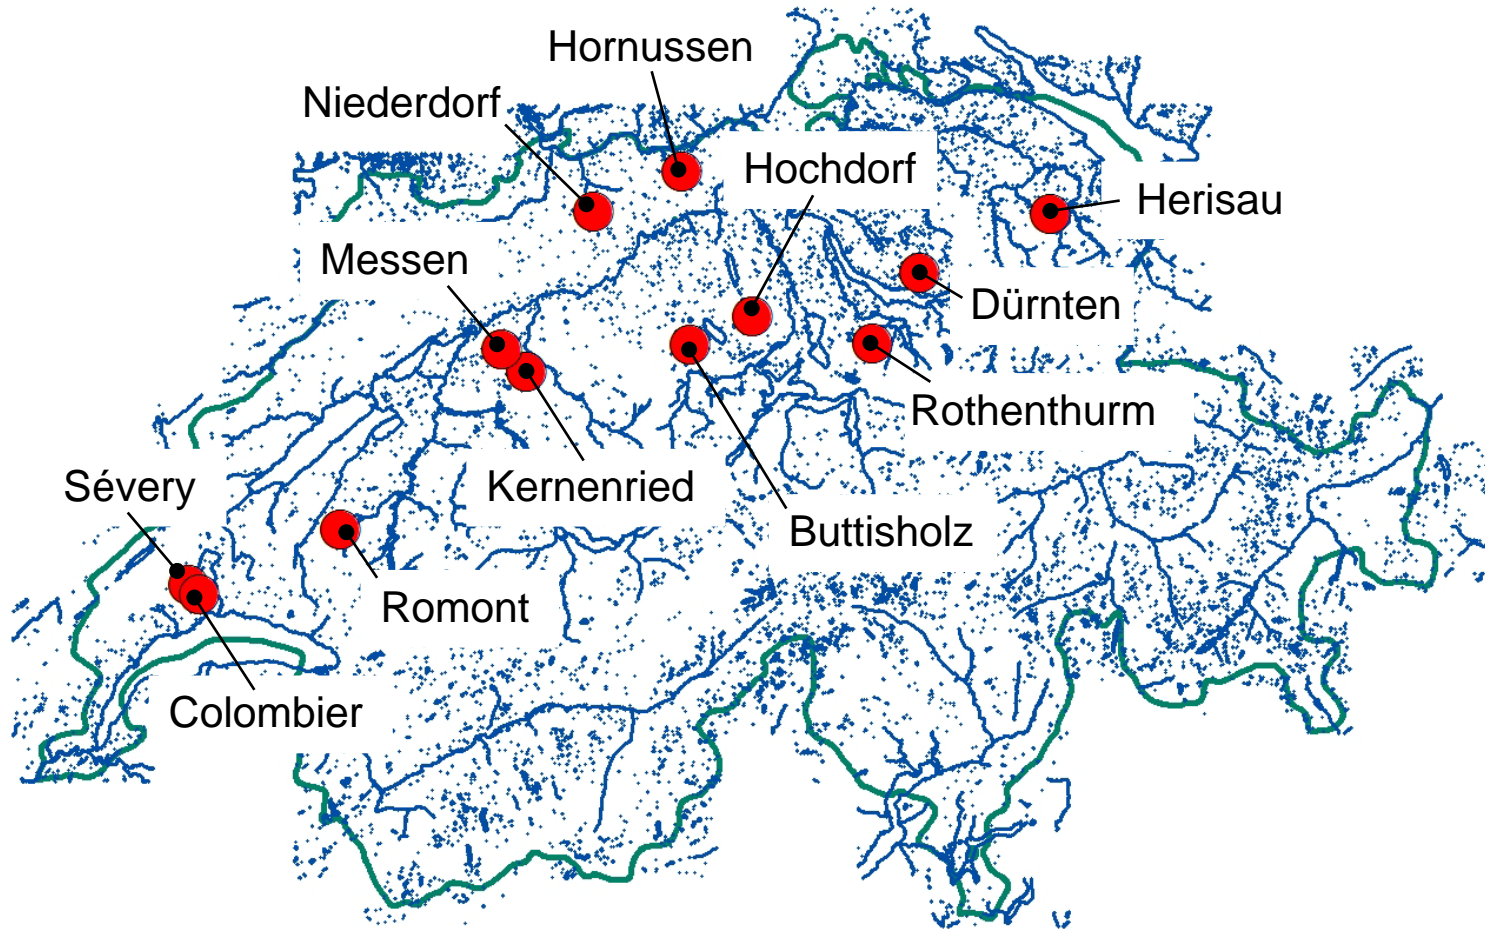 Hornussen
Niederdorf
Hochdorf
Herisau
Messen
Dürnten
Rothenthurm
Sévery
Kernenried
Buttisholz
Romont
Colombier